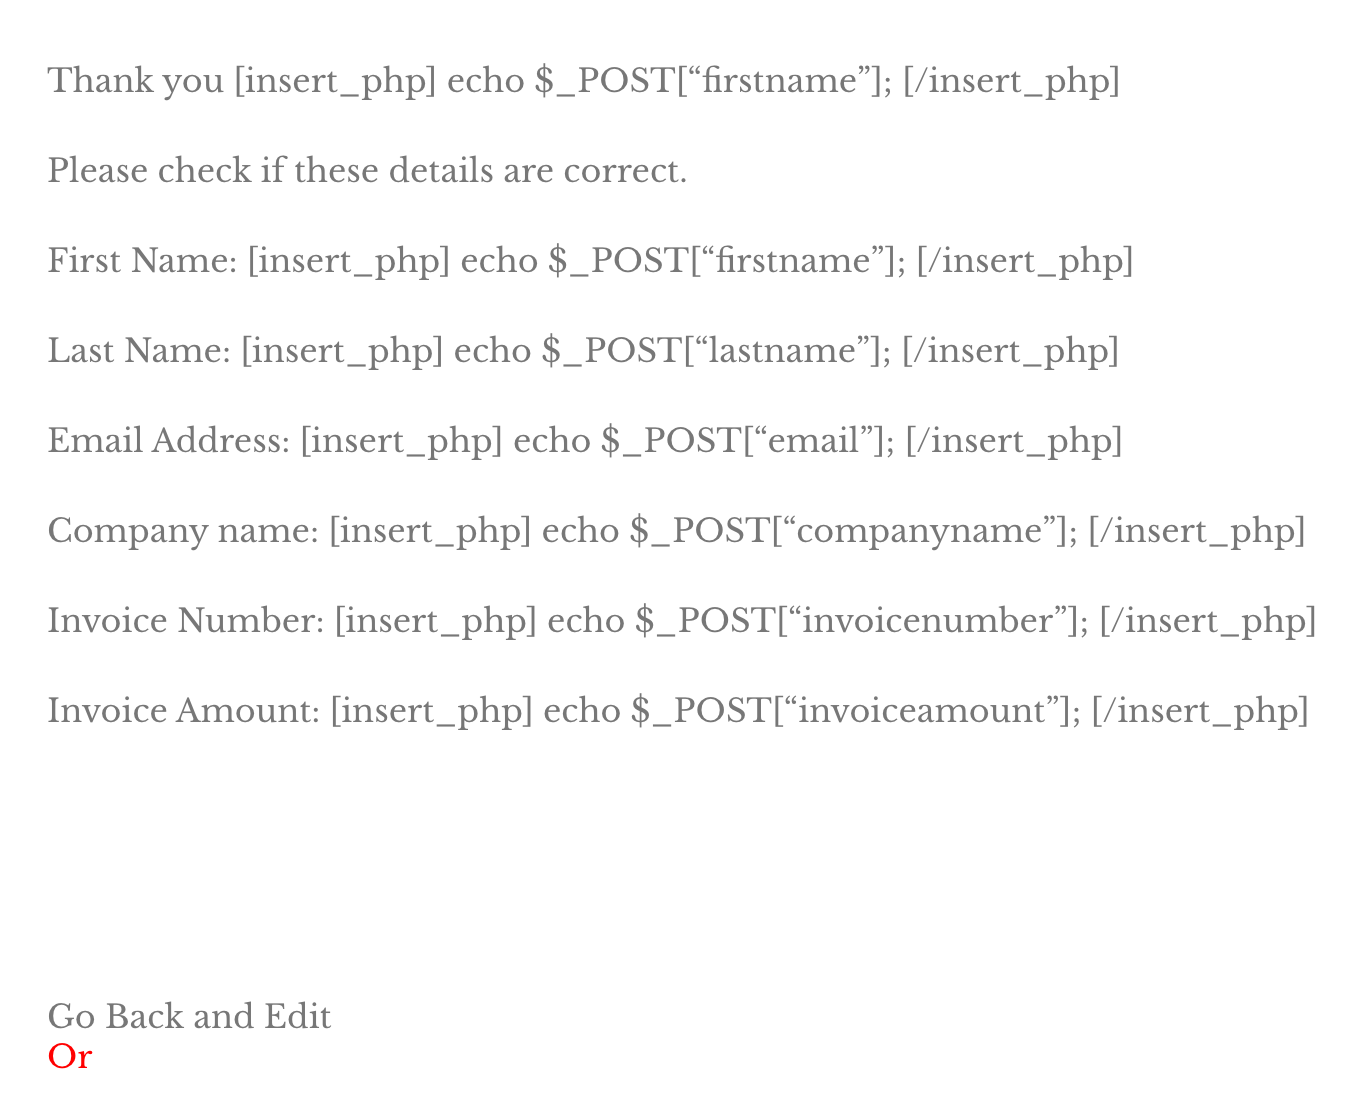 Thank you [insert_php] echo $_POST[“firstname”]; [/insert_php]
Please check if these details are correct.
First Name: [insert_php] echo $_POST[“firstname”]; [/insert_php]
Last Name: [insert_php] echo $_POST[“lastname”]; [/insert_php]
Email Address: [insert_php] echo $_POST[“email”]; [/insert_php]
Company name: [insert_php] echo $_POST[“companyname”]; [/insert_php]
Invoice Number: [insert_php] echo $_POST[“invoicenumber”]; [/insert_php]
Invoice Amount: [insert_php] echo $_POST[“invoiceamount”]; [/insert_php]
Go Back and Edit
Or